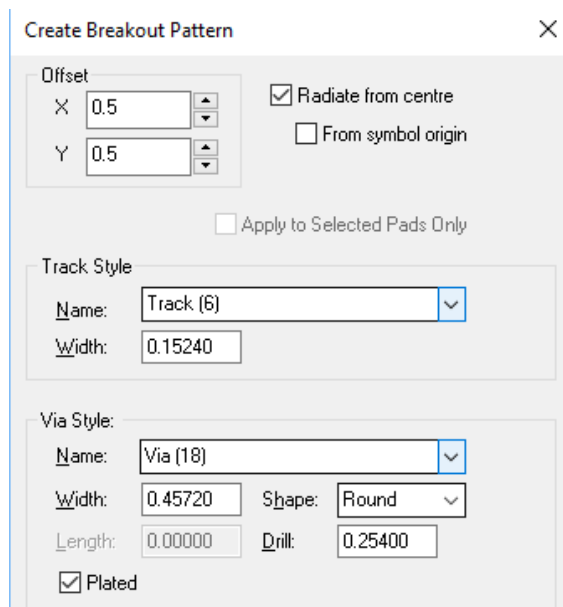 Create Breakout Pattern
Offset
X 0.5
Y 0.5
Radiate from centre
From symbol origin
Apply to Selected Pads Only
Track Style
Name: Track (6)
Width: 0.15240
Via Style:
Name: Via (18)
Width: 0.45720 Shape: Round
Length: 0.00000 Drill: 0.25400
Plated